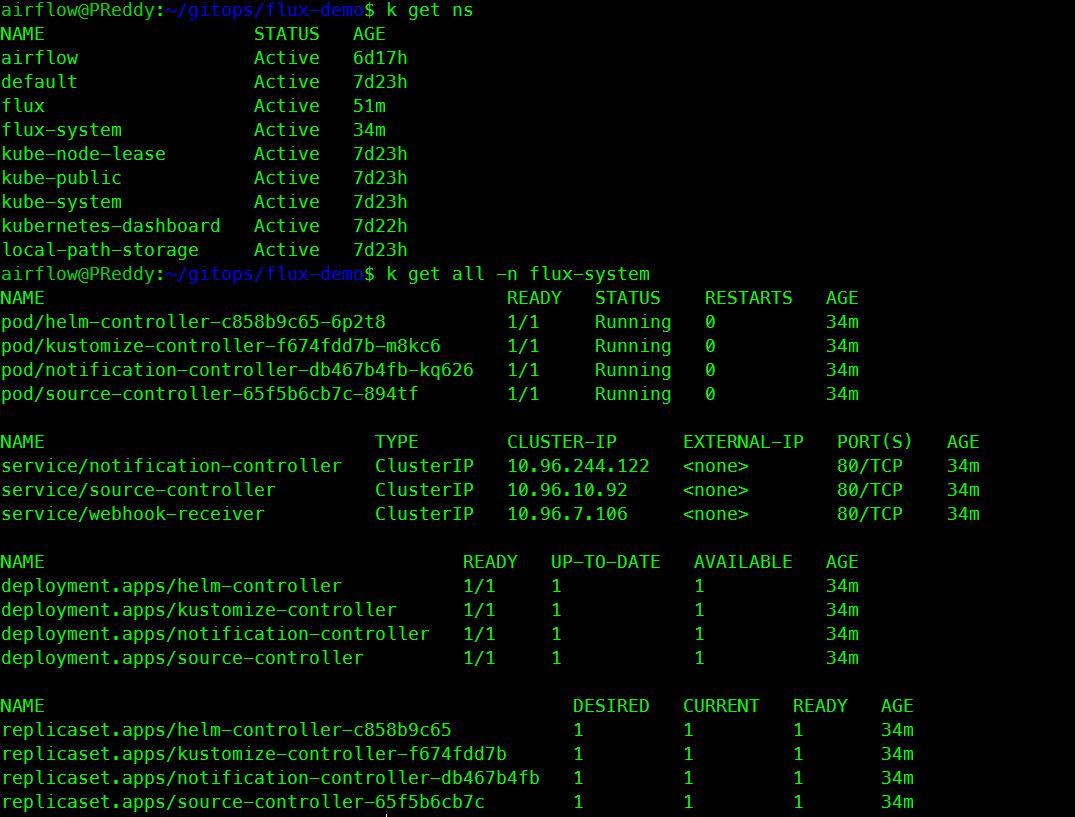 airflow@PReddy:~/gitops/flux-demo$ k get ns
NAME STATUS AGE
airflow Active 6d17h
default Active 7d23h
flux Active 51m
flux-system Active 34m
kube-node-lease Active 7d23h
kube-public Active 7d23h
kube-system Active 7d23h
kubernetes-dashboard Active 7d22h
local-path-storage Active 7d23h
airflow@PReddy:~/gitops/flux-demo$ k get all -n flux-system
NAME READY STATUS RESTARTS AGE
pod/helm-controller-c858b9c65-6p2t8 1/1 Running 0 34m
pod/kustomize-controller-f674fdd7b-m8kc6 1/1 Running 0 34m
pod/notification-controller-db467b4fb-kq626 1/1 Running 0 34m
pod/source-controller-65f5b6cb7c-894tf 1/1 Running 0 34m
NAME TYPE CLUSTER-IP EXTERNAL-IP PORT(S) AGE
service/notification-controller ClusterIP 10.96.244.122 <none> 80/TCP 34m
service/source-controller ClusterIP 10.96.10.92 <none> 80/TCP 34m
service/webhook-receiver ClusterIP 10.96.7.106 <none> 80/TCP 34m
NAME READY UP-TO-DATE AVAILABLE AGE
deployment.apps/helm-controller 1/1 1 1 34m
deployment.apps/kustomize-controller 1/1 1 1 34m
deployment.apps/notification-controller 1/1 1 1 34m
deployment.apps/source-controller 1/1 1 1 34m
NAME DESIRED CURRENT READY AGE
replicaset.apps/helm-controller-c858b9c65 1 1 1 34m
replicaset.apps/kustomize-controller-f674fdd7b 1 1 1 34m
replicaset.apps/notification-controller-db467b4fb 1 1 1 34m
replicaset.apps/source-controller-65f5b6cb7c 1 1 1 34m